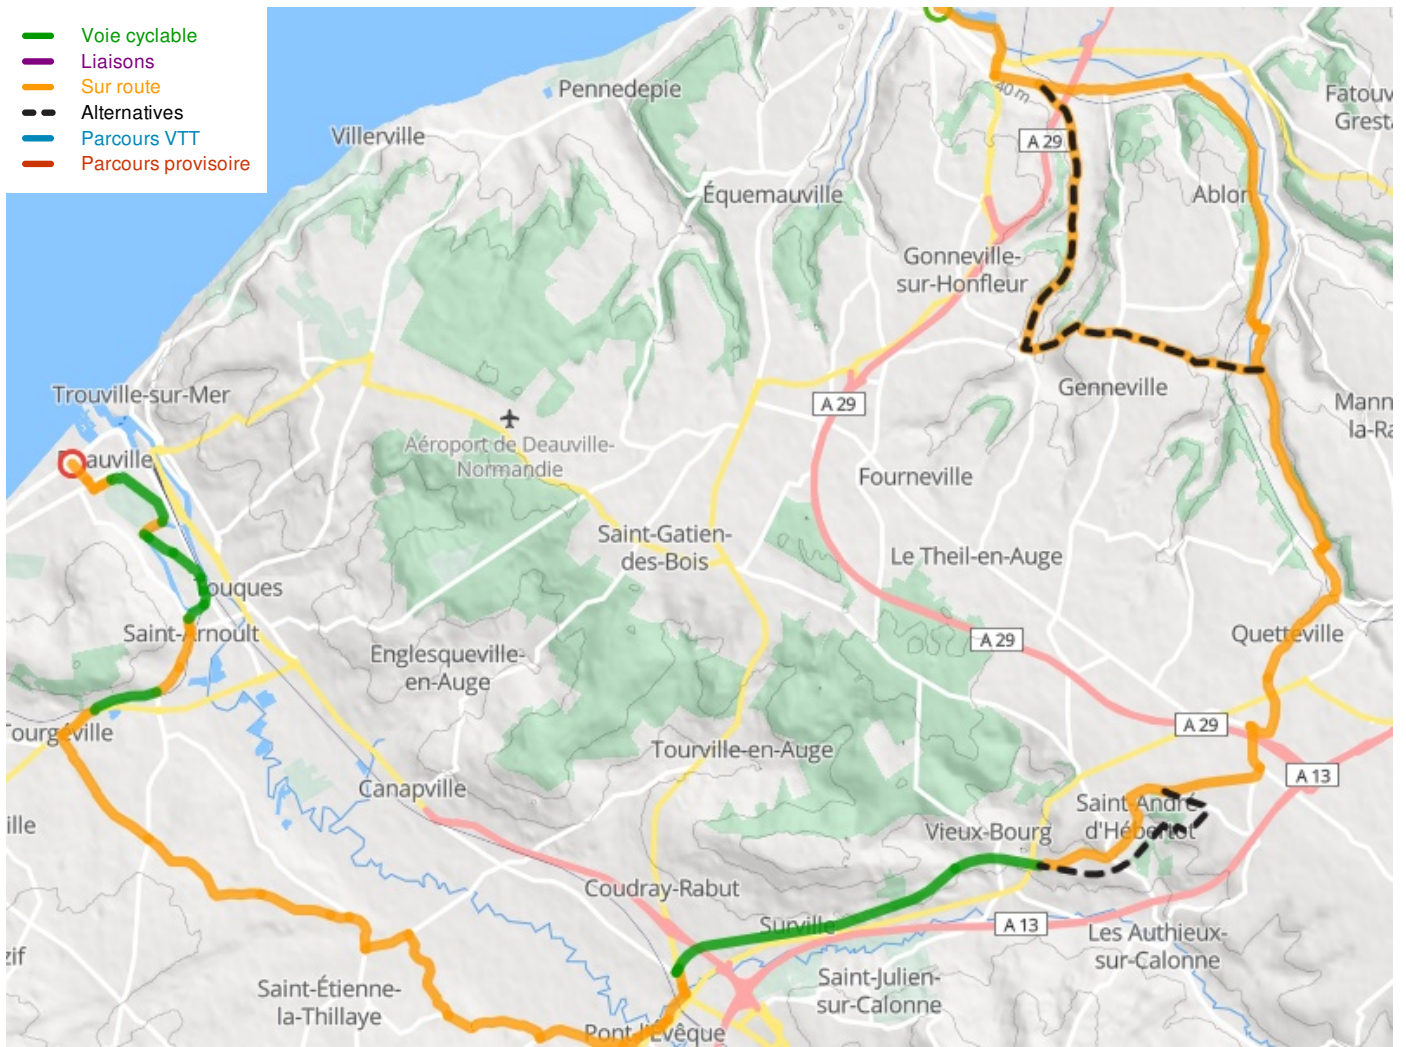 Voie cyclable
Liaisons
Sur route
Alternatives
Parcours VTT
Parcours provisoire
Pennedepie
Villerville
40 m
A 29
Équemauville
Ablon
Gonneville-
sur-Honfleur
Genneville
Trouville-sur-Mer
A 29
Aéroport de Deauville-
Normandie
Fourneville
Saint-Gatien-
des-Bois
Le Theil-en-Auge
Touques
Saint-Arnoult
A 29
Quetteville
Englesqueville-
en-Auge
Tourgéville
A 29
Tourville-en-Auge
A 13
Canapville
Saint-André-
d'Hébertot
Vieux-Bourg
Coudray-Rabut
Surville
A 13
Les Authieux-
sur-Calonne
Saint-Étienne-
la-Thillaye
Saint-Julien-
sur-Calonne
Pont-l'Évêque